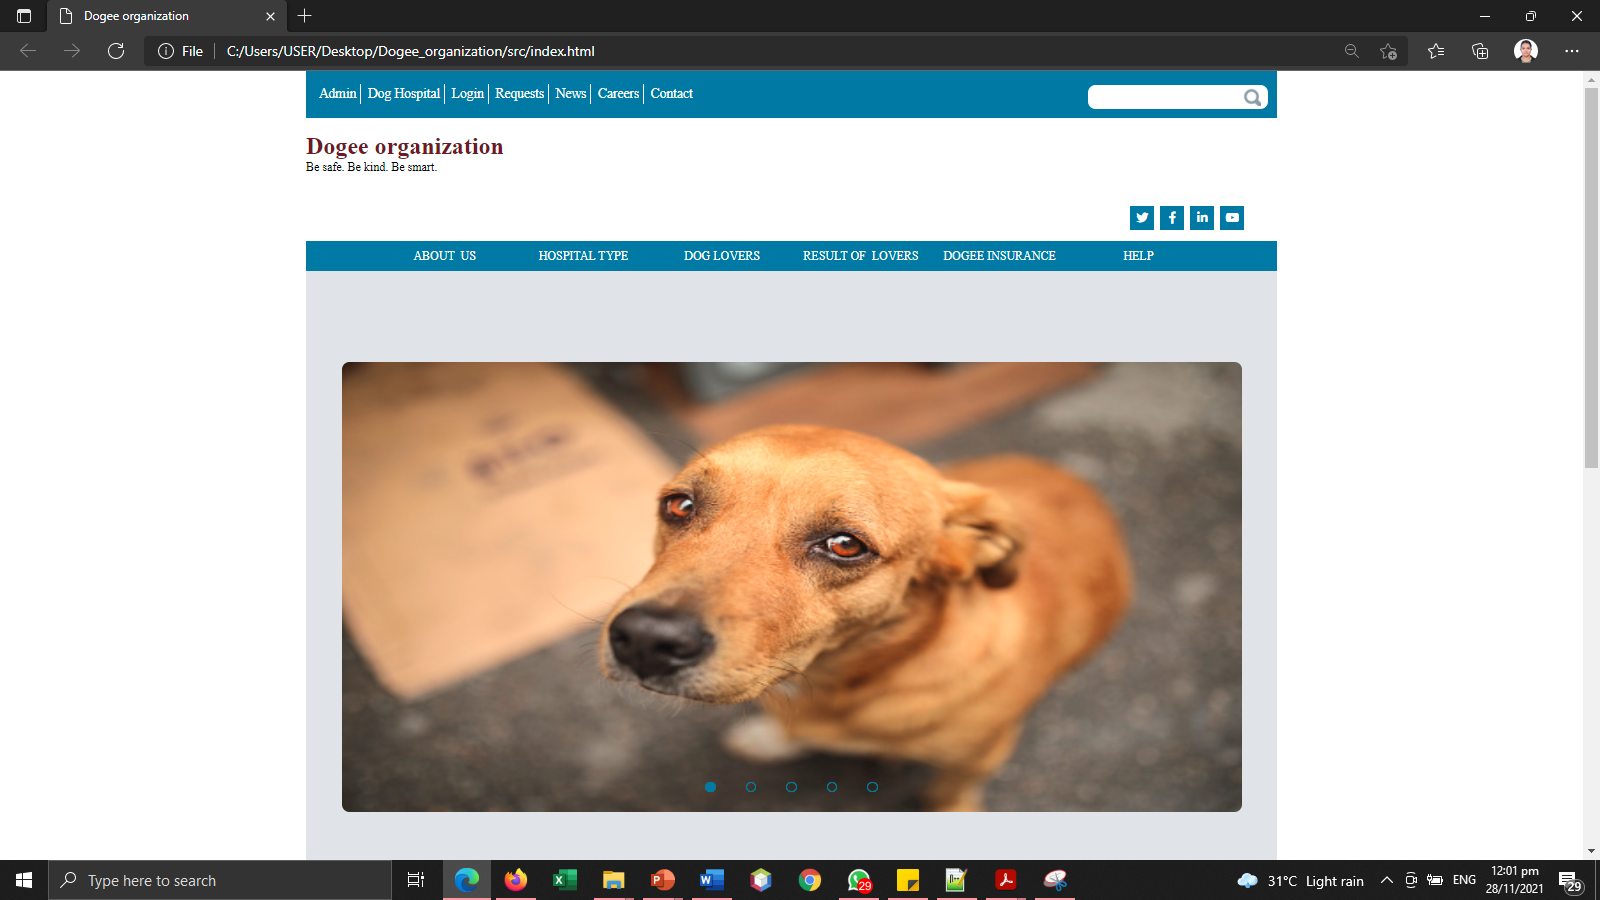 Dogee organization
File
C:/Users/USER/Desktop/Dogee_organization/src/index.html
Admin Dog Hospital Login Requests News Careers Contact
Dogee organization
Be safe. Be kind. Be smart.
ABOUT US HOSPITAL TYPE DOG LOVERS RESULT OF LOVERS DOGEE INSURANCE HELP
Type here to search
29
31°C Light rain
ENG
12:01 pm
28/11/2021
29